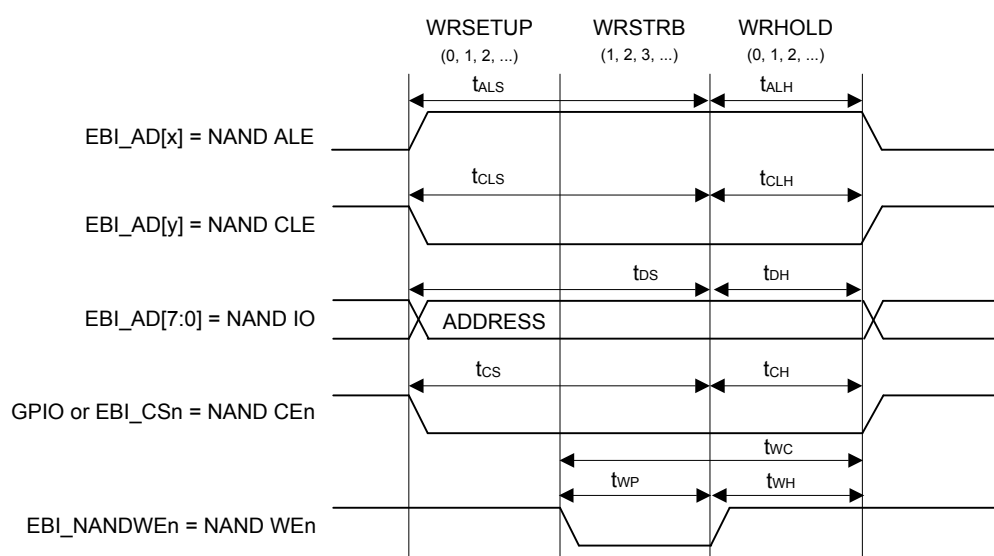 WRSETUP WRSTRB WRHOLD
(0, 1, 2, ...) (1, 2, 3, ...) (0, 1, 2, ...)
tALS tALH
EBI_AD[x] = NAND ALE
tCLS tCLH
EBI_AD[y] = NAND CLE
tDS tDH
EBI_AD[7:0] = NAND IO ADDRESS
tCS tCH
GPIO or EBI_CSn = NAND CEn
tWC
tWP tWH
EBI_NANDWEn = NAND WEn